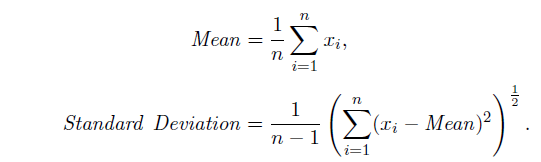 Mean = \frac{1}{n} \sum_{i=1}^{n} x_i,
Standard Deviation = \frac{1}{n-1} \left( \sum_{i=1}^{n} (x_i - Mean)^2 \right)^{\frac{1}{2}}.